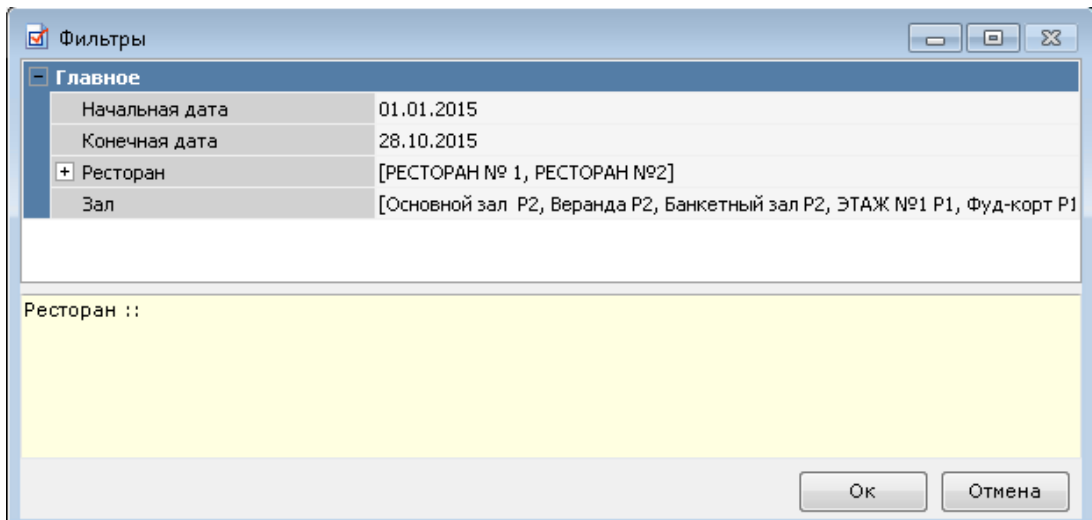 Фильтры
Главное
Начальная дата 01.01.2015
Конечная дата 28.10.2015
Ресторан [РЕСТОРАН № 1, РЕСТОРАН №2]
Зал [Основной зал Р2, Веранда Р2, Банкетный зал Р2, ЭТАЖ №1 Р1, Фуд-корт Р1
Ресторан ::
Ок Отмена